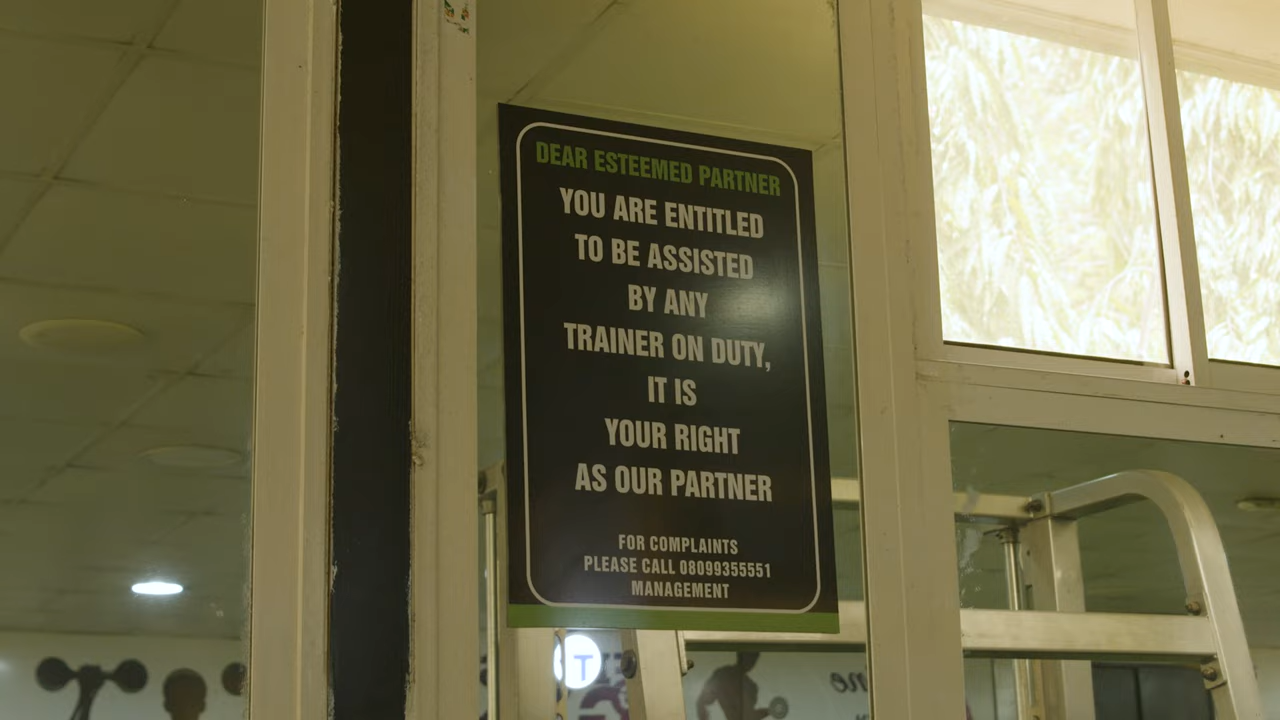 DEAR ESTEEMED PARTNER
YOU ARE ENTITLED
TO BE ASSISTED
BY ANY
TRAINER ON DUTY,
IT IS
YOUR RIGHT
AS OUR PARTNER
FOR COMPLAINTS
PLEASE CALL 08099355551
MANAGEMENT
T